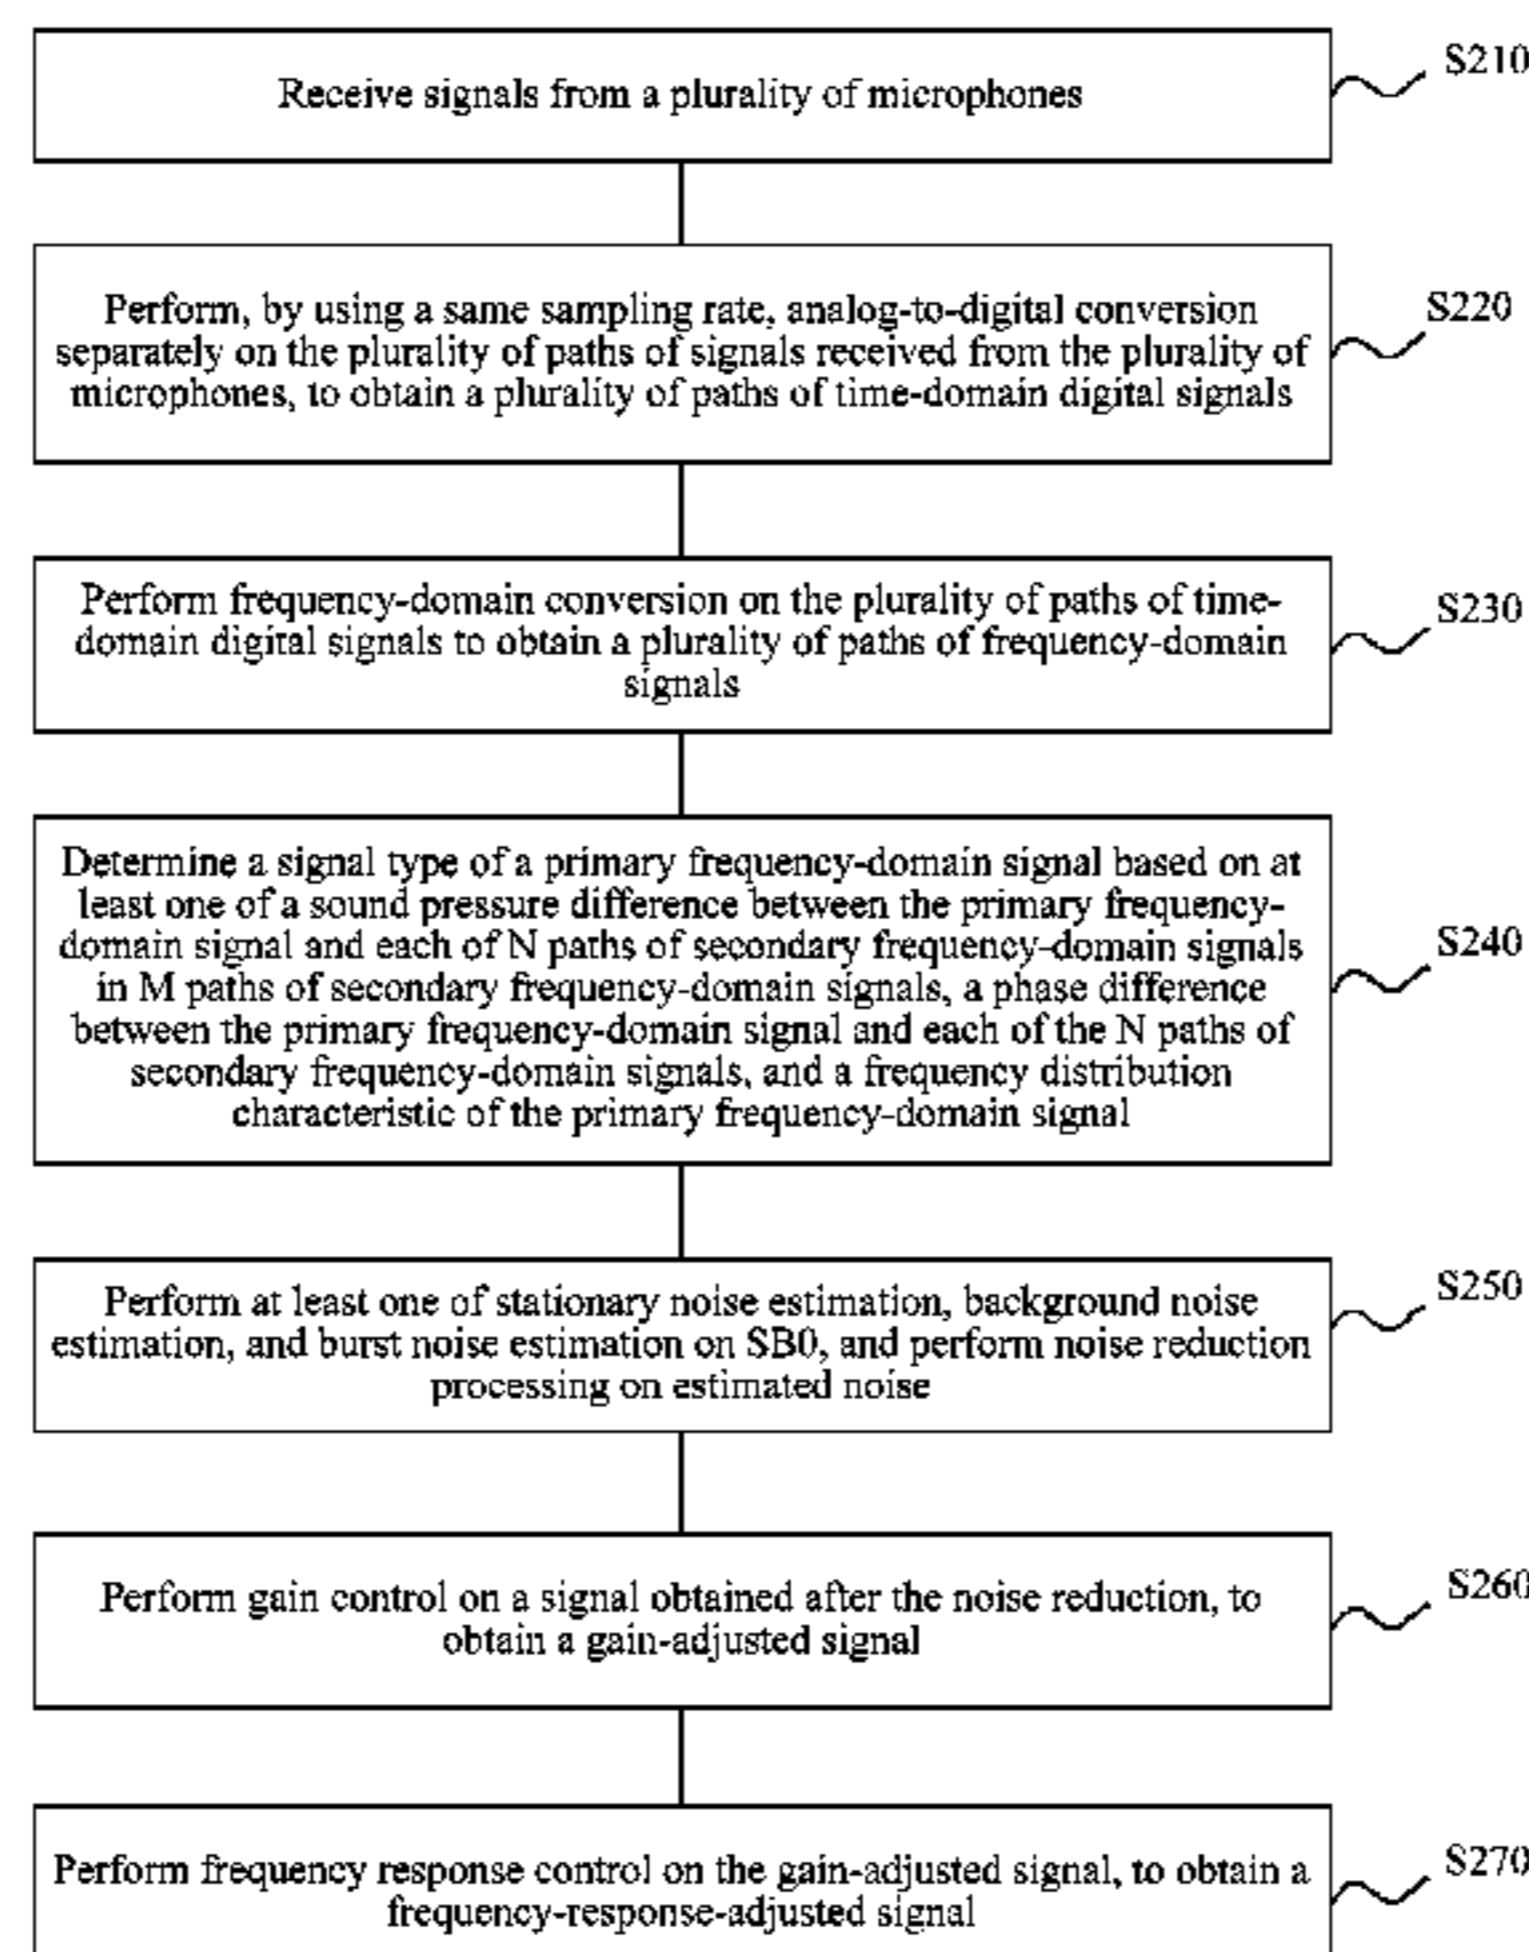 Receive signals from a plurality of microphones
S210
Perform, by using a same sampling rate, analog-to-digital conversion
separately on the plurality of paths of signals received from the plurality of
microphones, to obtain a plurality of paths of time-domain digital signals
S220
Perform frequency-domain conversion on the plurality of paths of time-
domain digital signals to obtain a plurality of paths of frequency-domain
signals
S230
Determine a signal type of a primary frequency-domain signal based on at
least one of a sound pressure difference between the primary frequency-
domain signal and each of N paths of secondary frequency-domain signals
in M paths of secondary frequency-domain signals, a phase difference
between the primary frequency-domain signal and each of the N paths of
secondary frequency-domain signals, and a frequency distribution
characteristic of the primary frequency-domain signal
S240
Perform at least one of stationary noise estimation, background noise
estimation, and burst noise estimation on SB0, and perform noise reduction
processing on estimated noise
S250
Perform gain control on a signal obtained after the noise reduction, to
obtain a gain-adjusted signal
S260
Perform frequency response control on the gain-adjusted signal, to obtain a
frequency-response-adjusted signal
S270